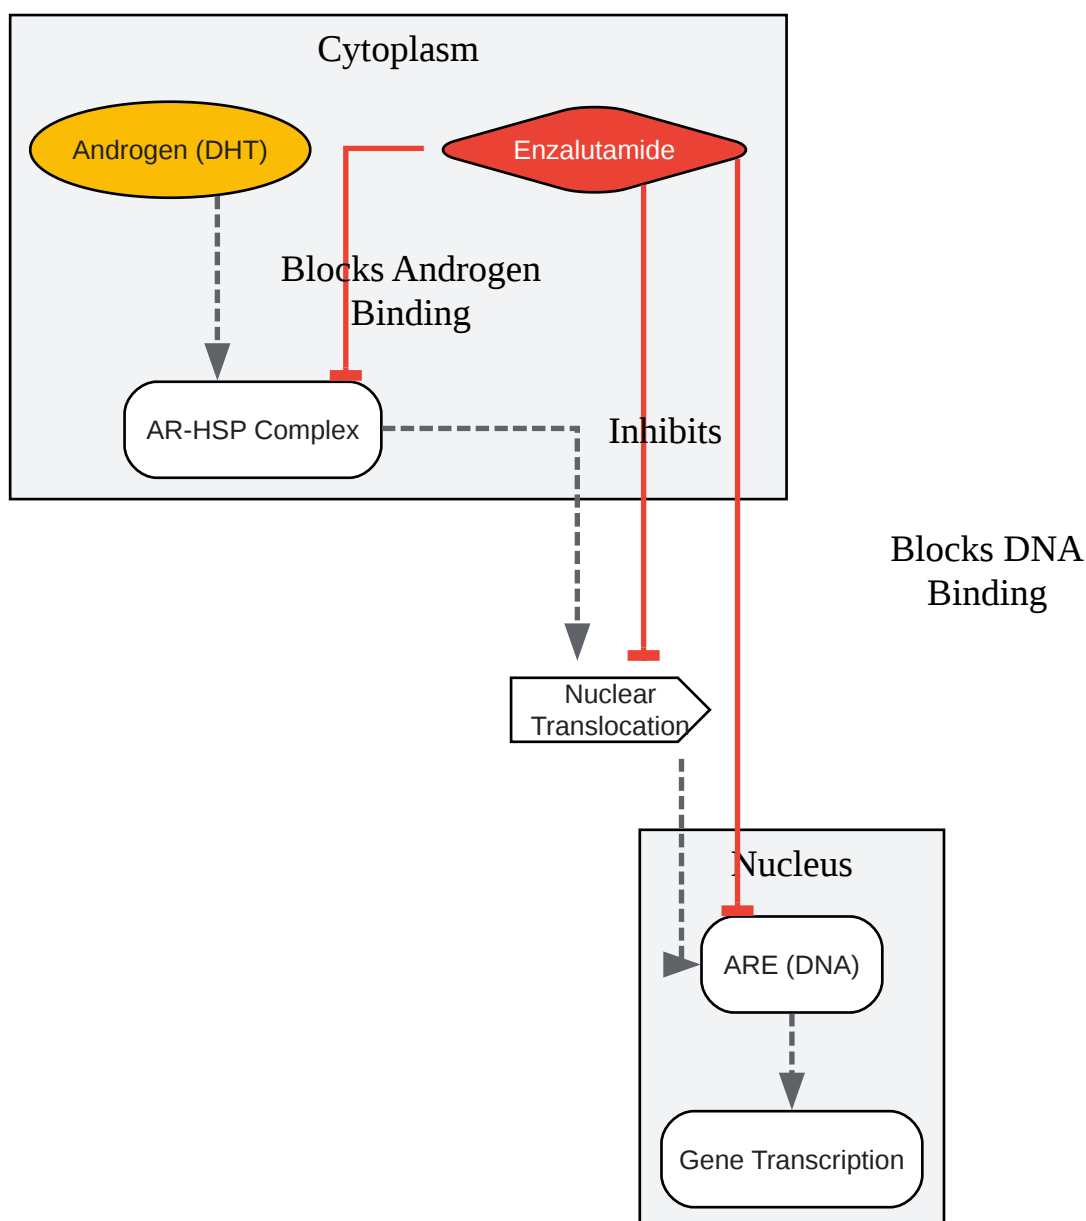 Cytoplasm
Androgen (DHT)
Enzalutamide
Blocks Androgen
Binding
AR-HSP Complex
Inhibits
Blocks DNA
Binding
Nuclear
Translocation
Nucleus
ARE (DNA)
Gene Transcription